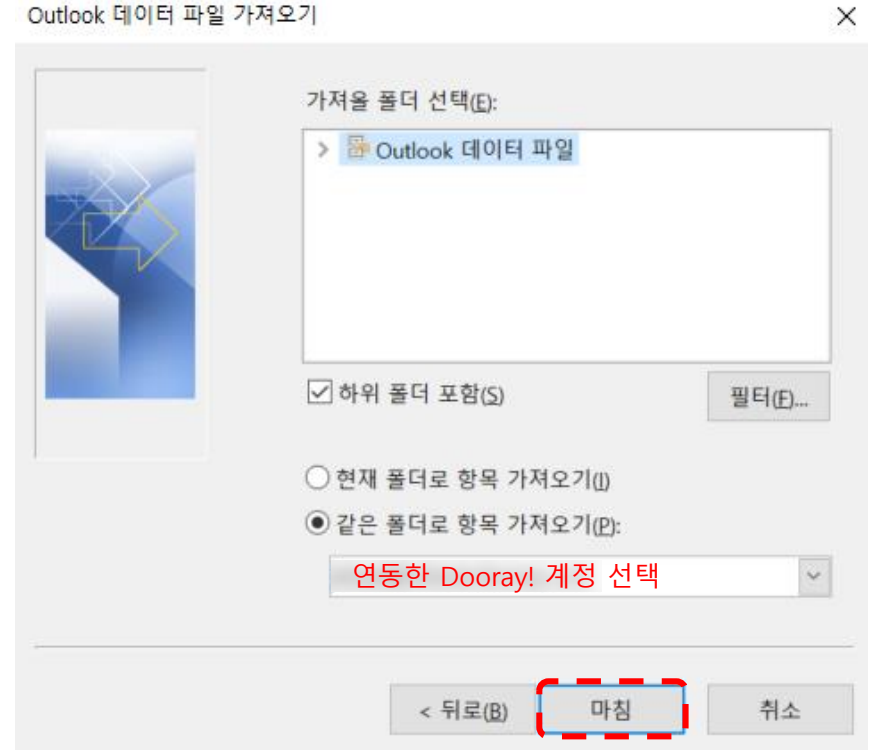 Outlook 데이터 파일 가져오기
가져올 폴더 선택(E):
Outlook 데이터 파일
하위 폴더 포함(S)
필터(F)...
현재 폴더로 항목 가져오기(I)
같은 폴더로 항목 가져오기(P):
연동한 Dooray! 계정 선택
< 뒤로(B)
마침
취소